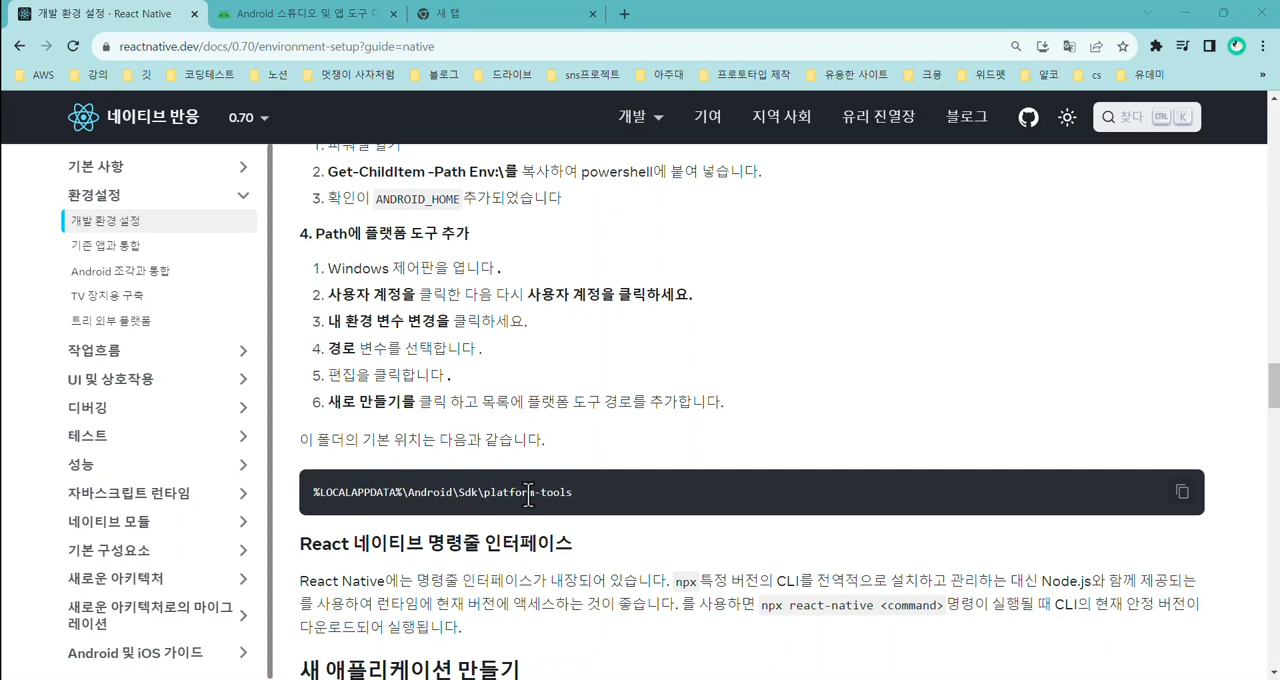 개발 환경 설정 · React Native
Android 스튜디오 및 앱 도구 다
새 탭
reactnative.dev/docs/0.70/environment-setup?guide=native
AWS 강의 깃 코딩테스트 노션 멋쟁이 사자처럼 블로그 드라이브 sns프로젝트 아주대 프로토타입 제작 유용한 사이트 크몽 위드펫 얄코 cs 유데미 »
네이티브 반응 0.70 개발 기여 지역 사회 유리 진열장 블로그 찾다 CTRL K
기본 사항
환경설정
개발 환경 설정
기존 앱과 통합
Android 조각과 통합
TV 장치용 구축
트리 외부 플랫폼
작업흐름
UI 및 상호작용
디버깅
테스트
성능
자바스크립트 런타임
네이티브 모듈
기본 구성요소
새로운 아키텍처
새로운 아키텍처로의 마이그
레이션
Android 및 iOS 가이드
1. 파워쉘 열기
2. Get-ChildItem -Path Env:\를 복사하여 powershell에 붙여 넣습니다.
3. 확인이 ANDROID_HOME 추가되었습니다
4. Path에 플랫폼 도구 추가
1. Windows 제어판을 엽니다 .
2. 사용자 계정을 클릭한 다음 다시 사용자 계정을 클릭하세요.
3. 내 환경 변수 변경을 클릭하세요.
4. 경로 변수를 선택합니다 .
5. 편집을 클릭합니다 .
6. 새로 만들기를 클릭 하고 목록에 플랫폼 도구 경로를 추가합니다.
이 폴더의 기본 위치는 다음과 같습니다.
%LOCALAPPDATA%\Android\Sdk\platform-tools
React 네이티브 명령줄 인터페이스
React Native에는 명령줄 인터페이스가 내장되어 있습니다. npx 특정 버전의 CLI를 전역적으로 설치하고 관리하는 대신 Node.js와 함께 제공되는
를 사용하여 런타임에 현재 버전에 액세스하는 것이 좋습니다. 를 사용하면 npx react-native <command> 명령이 실행될 때 CLI의 현재 안정 버전이
다운로드되어 실행됩니다.
새 애플리케이션 만들기